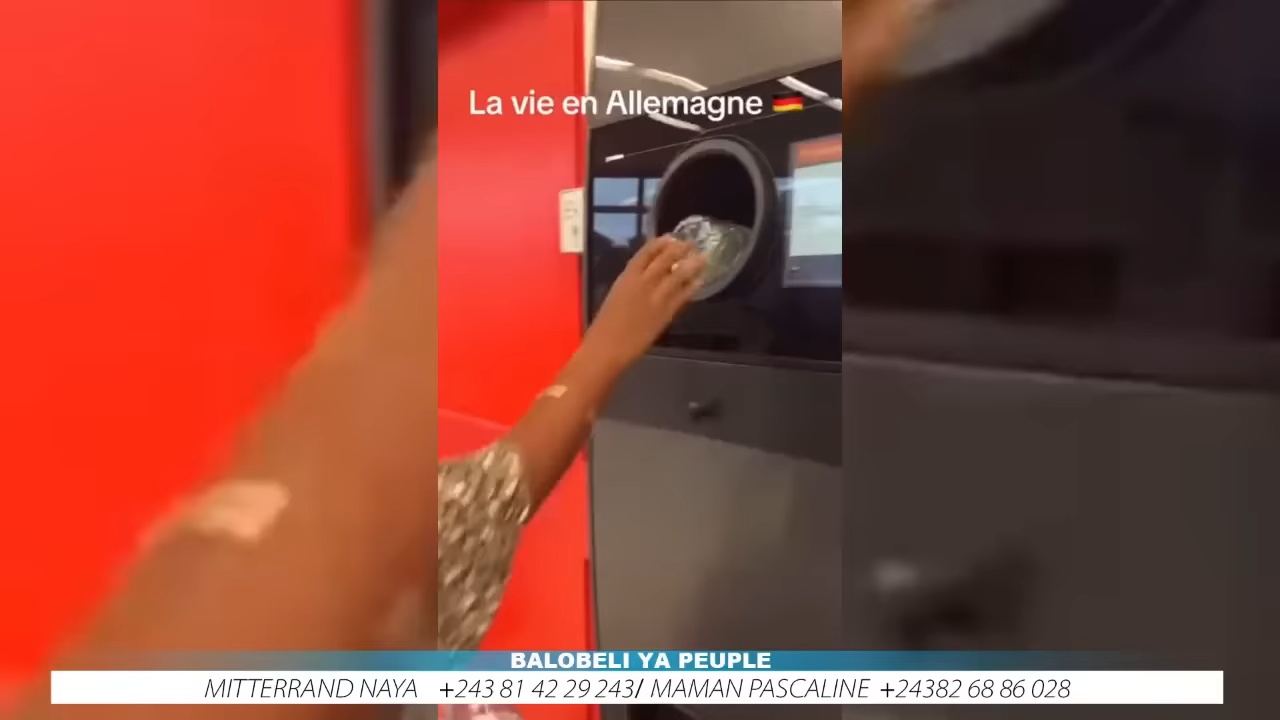 La vie en Allemagne 🇩🇪
BALOBELI YA PEUPLE
MITTERRAND NAYA +243 81 42 29 243/ MAMAN PASCALINE +24382 68 86 028